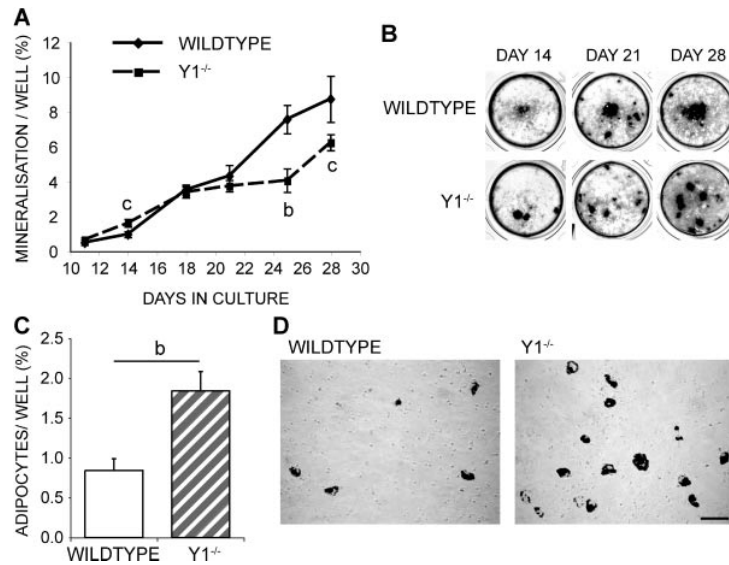 A
MINERALISATION / WELL (%)
12
10
8
6
4
2
0
WILDTYPE
Y1-/-
c
b
c
10 12 14 16 18 20 22 24 26 28 30
DAYS IN CULTURE
B
DAY 14 DAY 21 DAY 28
WILDTYPE
Y1-/-
C
ADIPOCYTES/ WELL (%)
2.5
2.0
1.5
1.0
0.5
0.0
b
WILDTYPE Y1-/-
D
WILDTYPE Y1-/-